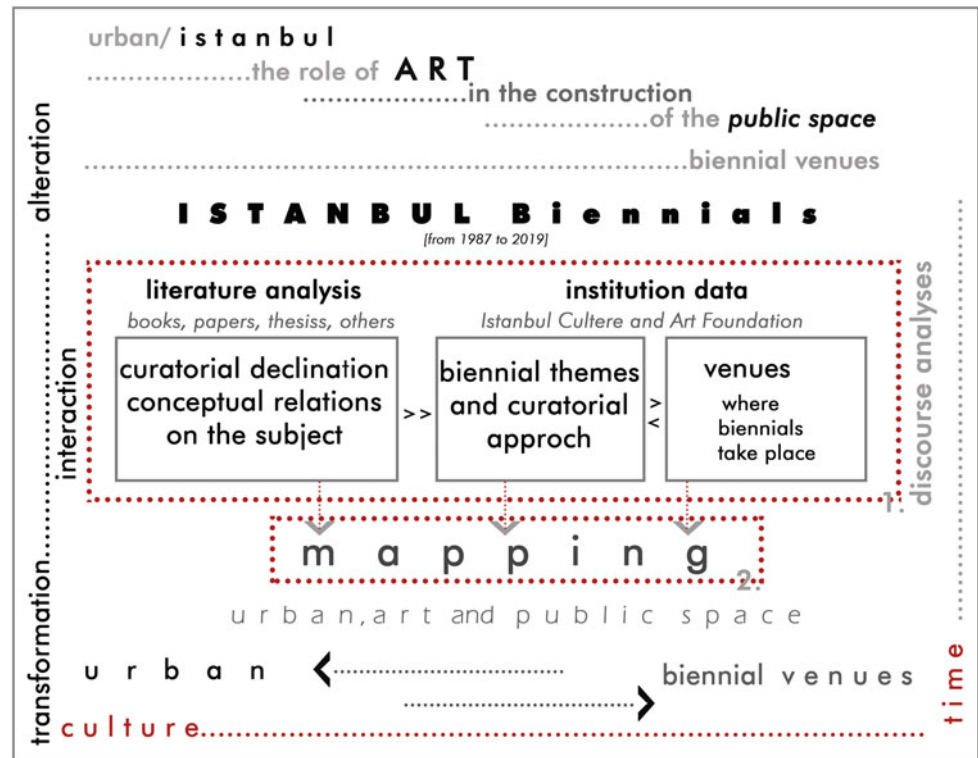 urban/ istanbul
....................the role of ART
....................in the construction
....................of the public space
....................biennial venues
ISTANBUL Biennials
[from 1987 to 2019]
literature analysis
books, papers, thesiss, others
curatorial declination
conceptual relations
on the subject
>>
institution data
Istanbul Cultere and Art Foundation
biennial themes
and curatorial
approch
>
<
venues
where
biennials
take place
1. discourse analyses
mapping
2.
urban, art and public space
urban
biennial venues
transformation..........interaction..........alteration
culture....................time